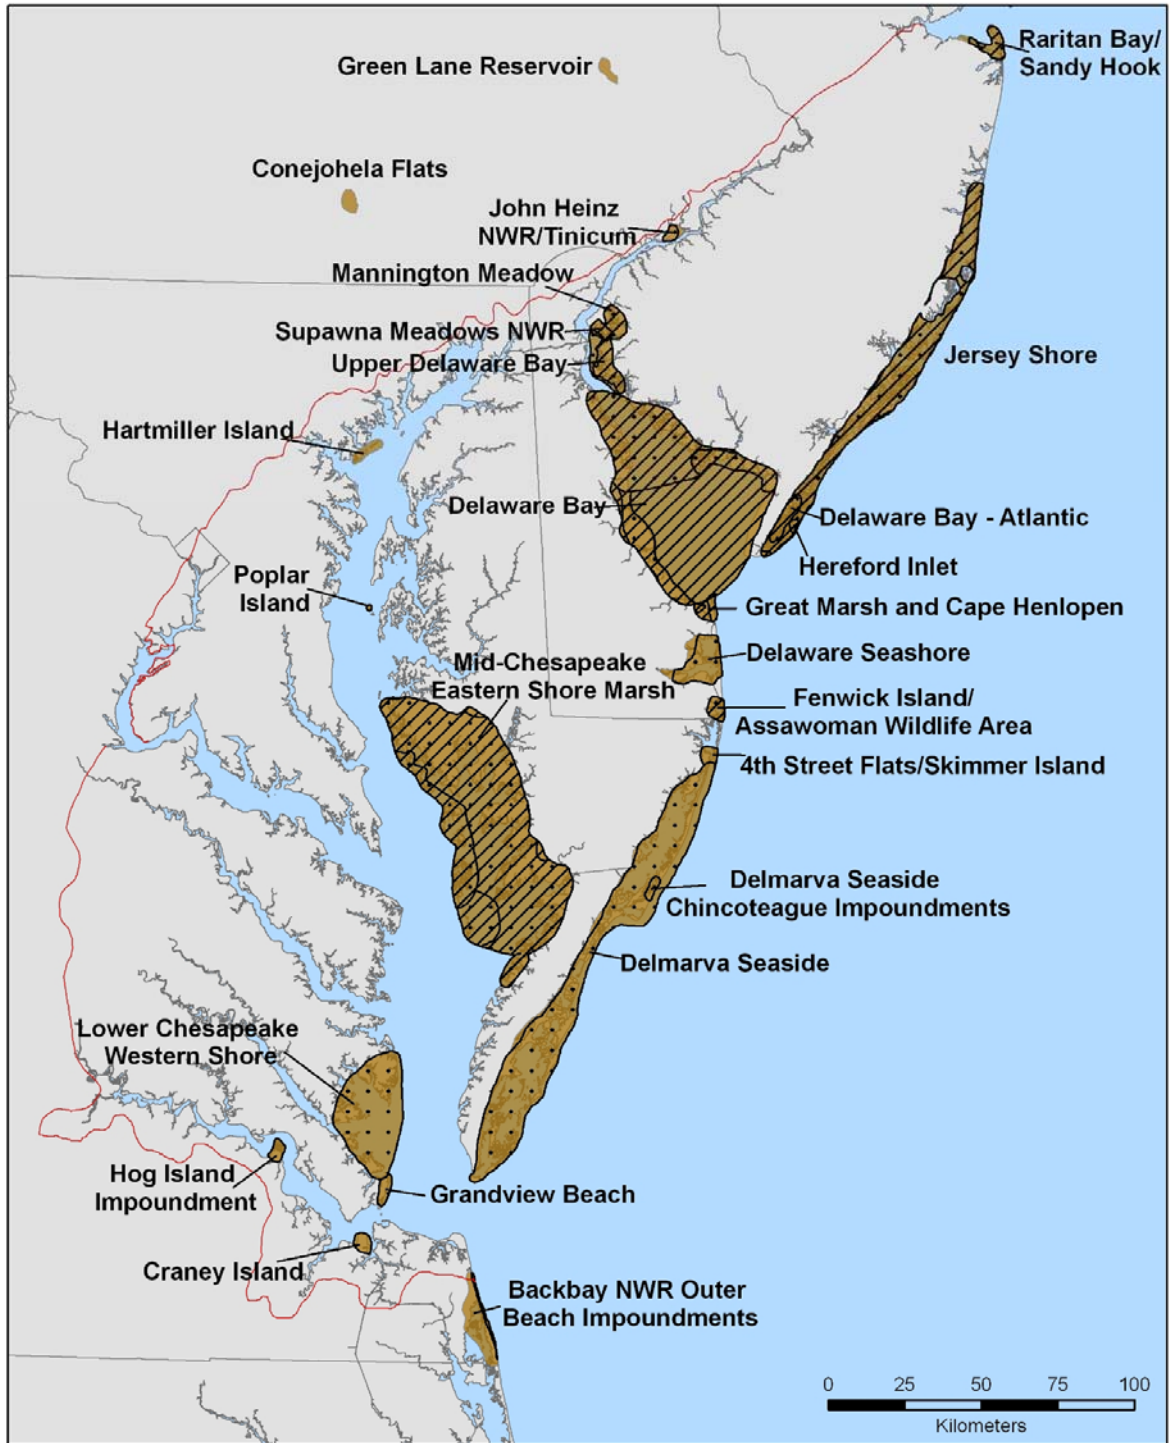 Raritan Bay/
Sandy Hook
Green Lane Reservoir
Conejohela Flats
John Heinz
NWR/Tinicum
Mannington Meadow
Supawna Meadows NWR
Upper Delaware Bay
Jersey Shore
Hartmiller Island
Delaware Bay
Delaware Bay - Atlantic
Hereford Inlet
Poplar
Island
Great Marsh and Cape Henlopen
Mid-Chesapeake
Eastern Shore Marsh
Delaware Seashore
Fenwick Island/
Assawoman Wildlife Area
4th Street Flats/Skimmer Island
Delmarva Seaside
Chincoteague Impoundments
Delmarva Seaside
Lower Chesapeake
Western Shore
Hog Island
Impoundment
Grandview Beach
Craney Island
Backbay NWR Outer
Beach Impoundments
0 25 50 75 100
Kilometers